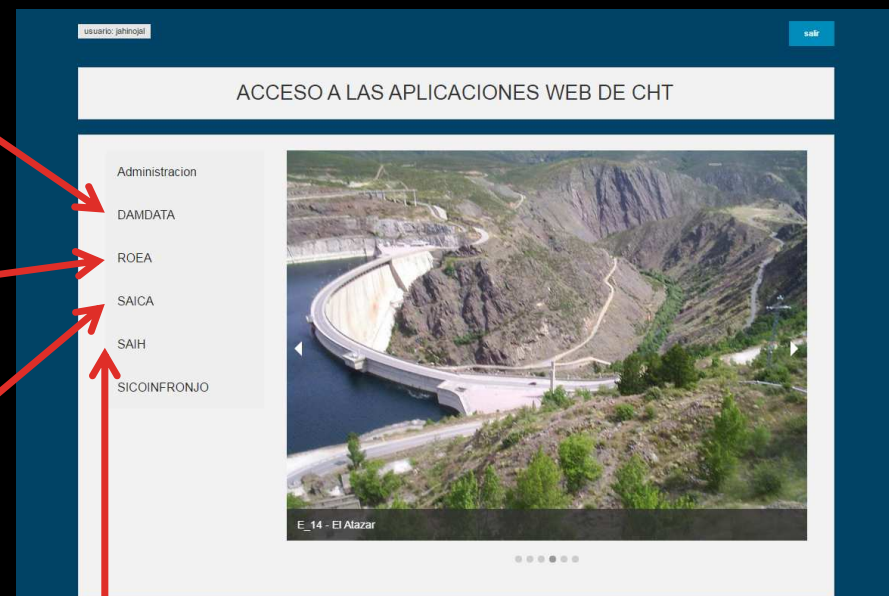 usuario: jahinojal
salir
ACCESO A LAS APLICACIONES WEB DE CHT
Administracion
DAMDATA
ROEA
SAICA
SAIH
SICOINFRONJO
E_14 - El Atazar